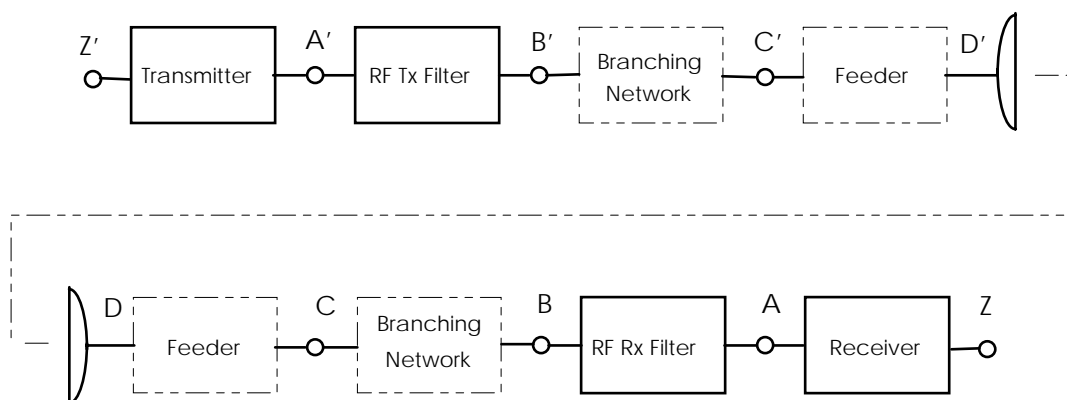 Z'
A'
B'
C'
D'
Transmitter
RF Tx Filter
Branching
Network
Feeder
D
C
B
A
Z
Feeder
Branching
Network
RF Rx Filter
Receiver